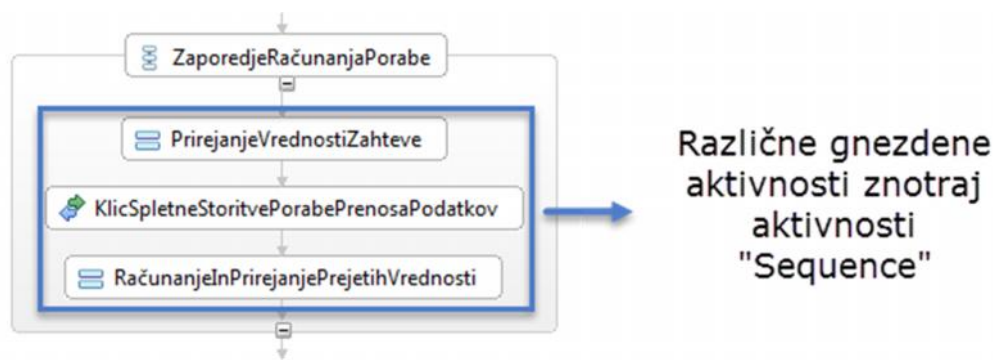 ZaporedjeRačunanjaPorabe
PrirejanjeVrednostiZahteve
KlicSpletneStoritvePorabePrenosaPodatkov
RačunanjeInPrirejanjePrejetihVrednosti
Različne gnezdene
aktivnosti znotraj
aktivnosti
"Sequence"